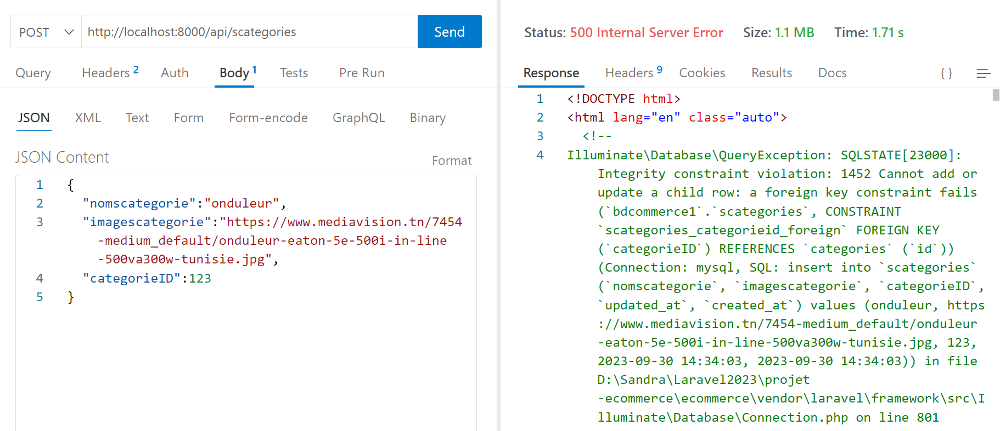 POST
http://localhost:8000/api/scategories
Send
Query Headers 2 Auth Body 1 Tests Pre Run
JSON XML Text Form Form-encode GraphQL Binary
JSON Content
Format
1 {
2 "nomscategorie":"onduleur",
3 "imagescategorie":"https://www.mediavision.tn/7454
-medium_default/onduleur-eaton-5e-500i-in-line
-500va300w-tunisie.jpg",
4 "categorieID":123
5 }
Status: 500 Internal Server Error Size: 1.1 MB Time: 1.71 s
Response Headers 9 Cookies Results Docs { }
1 <!DOCTYPE html>
2 <html lang="en" class="auto">
3 <!--
4 Illuminate\Database\QueryException: SQLSTATE[23000]:
Integrity constraint violation: 1452 Cannot add or
update a child row: a foreign key constraint fails
(`bdcommerce1`.`scategories`, CONSTRAINT
`scategories_categorieid_foreign` FOREIGN KEY
(`categorieID`) REFERENCES `categories` (`id`))
(Connection: mysql, SQL: insert into `scategories`
(`nomscategorie`, `imagescategorie`, `categorieID`,
`updated_at`, `created_at`) values (onduleur, https
://www.mediavision.tn/7454-medium_default/onduleur
-eaton-5e-500i-in-line-500va300w-tunisie.jpg, 123,
2023-09-30 14:34:03, 2023-09-30 14:34:03)) in file
D:\Sandra\Laravel2023\projet
-ecommerce\ecommerce\vendor\laravel\framework\src\I
lluminate\Database\Connection.php on line 801